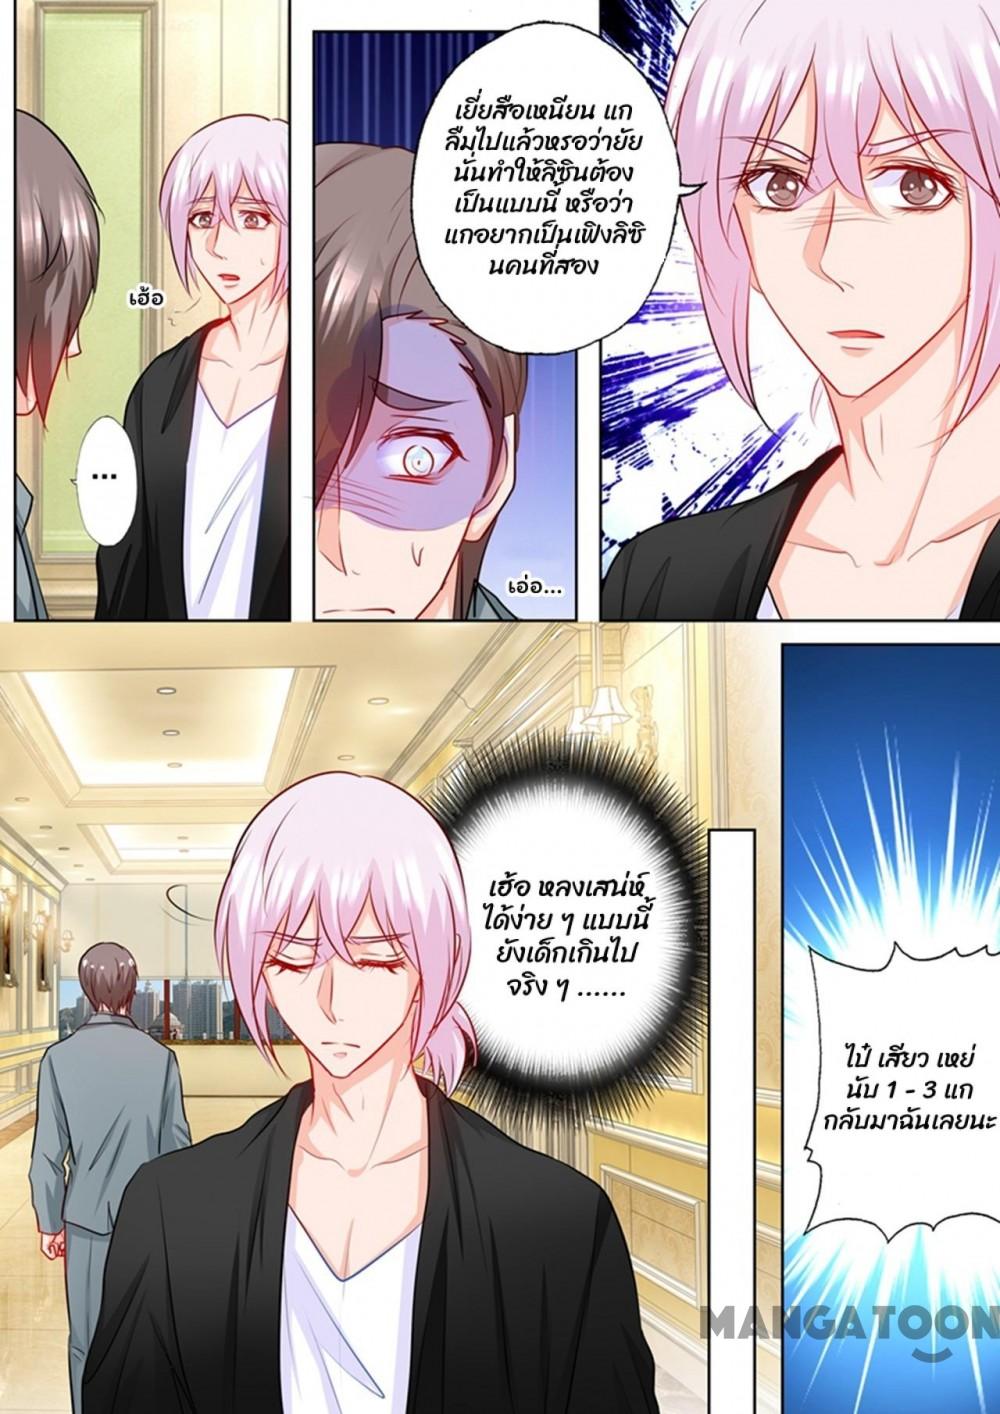 เยี่ยสือเหนียน แก
ลืมไปแล้วหรอว่ายัย
นั่นทำให้ลิซินต้อง
เป็นแบบนี้ หรือว่า
แกอยากเป็นเฟิงลิซิ
นคนที่สอง
เฮ้อ
...
เอ่อ...
เฮ้อ หลงเสน่ห์
ได้ง่าย ๆ แบบนี้
ยังเด็กเกินไป
จริง ๆ ......
ไป๋ เสียว เหย่
นับ 1 - 3 แก
กลับมาฉันเลยนะ
MANGATOON